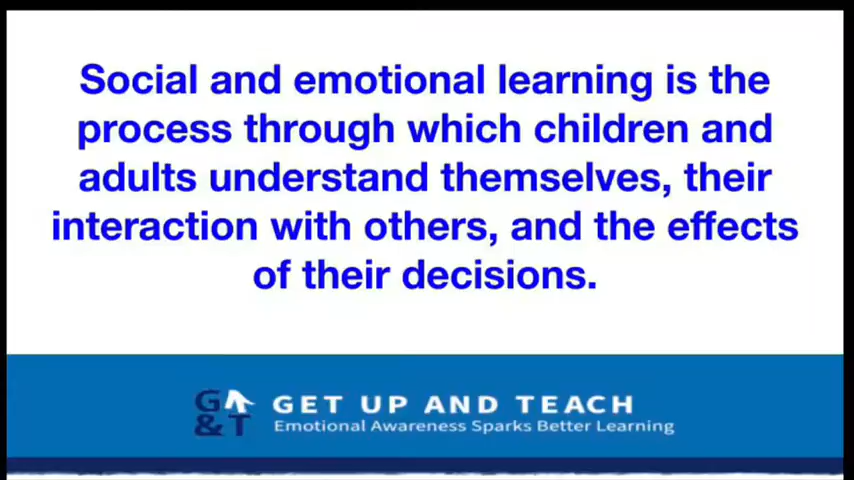 Social and emotional learning is the
process through which children and
adults understand themselves, their
interaction with others, and the effects
of their decisions.
G
&T
GET UP AND TEACH
Emotional Awareness Sparks Better Learning